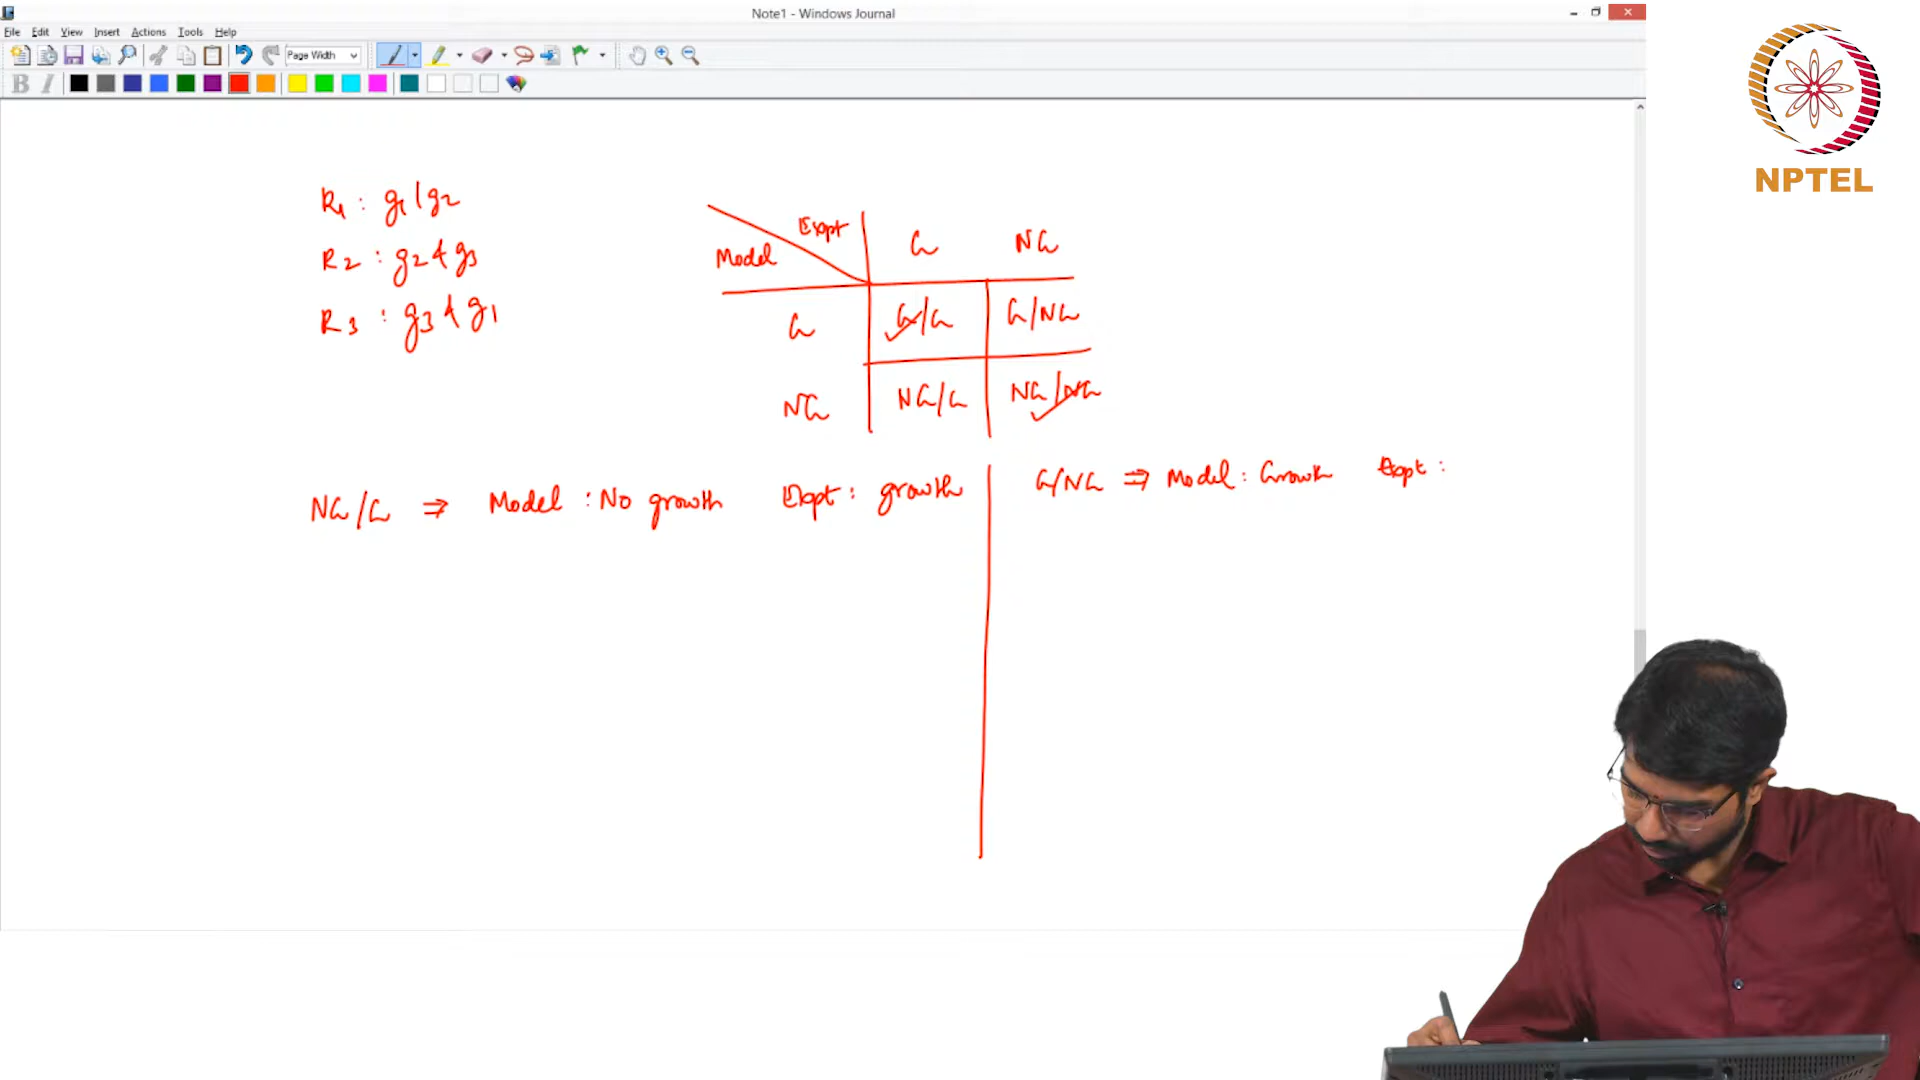 Note1 - Windows Journal
File Edit View Insert Actions Tools Help
Page Width
B I
NPTEL
R1 : g1 | g2
R2 : g2 & g3
R3 : g3 & g1
Expt G NG
Model
G G/G G/NG
NG NG/G NG/NG
NG/G ⇒ Model : No growth Expt : growth
G/NG ⇒ Model : Growth Expt :